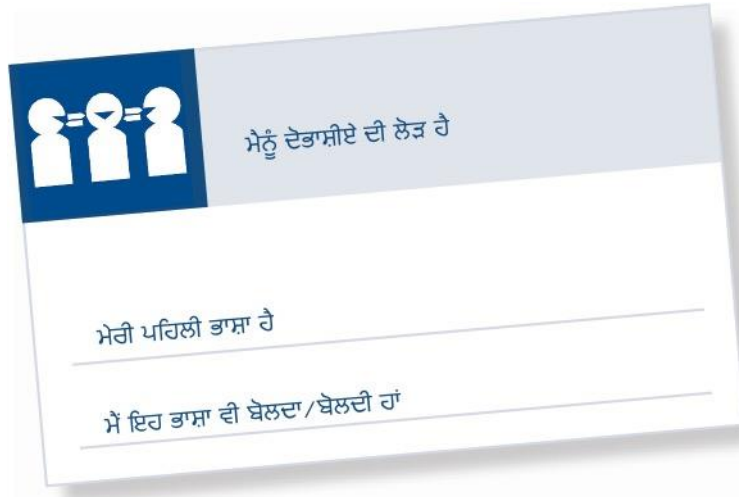 ਮੈਨੂੰ ਦੋਭਾਸ਼ੀਏ ਦੀ ਲੋੜ ਹੈ
ਮੇਰੀ ਪਹਿਲੀ ਭਾਸ਼ਾ ਹੈ
ਮੈਂ ਇਹ ਭਾਸ਼ਾ ਵੀ ਬੋਲਦਾ/ਬੋਲਦੀ ਹਾਂ